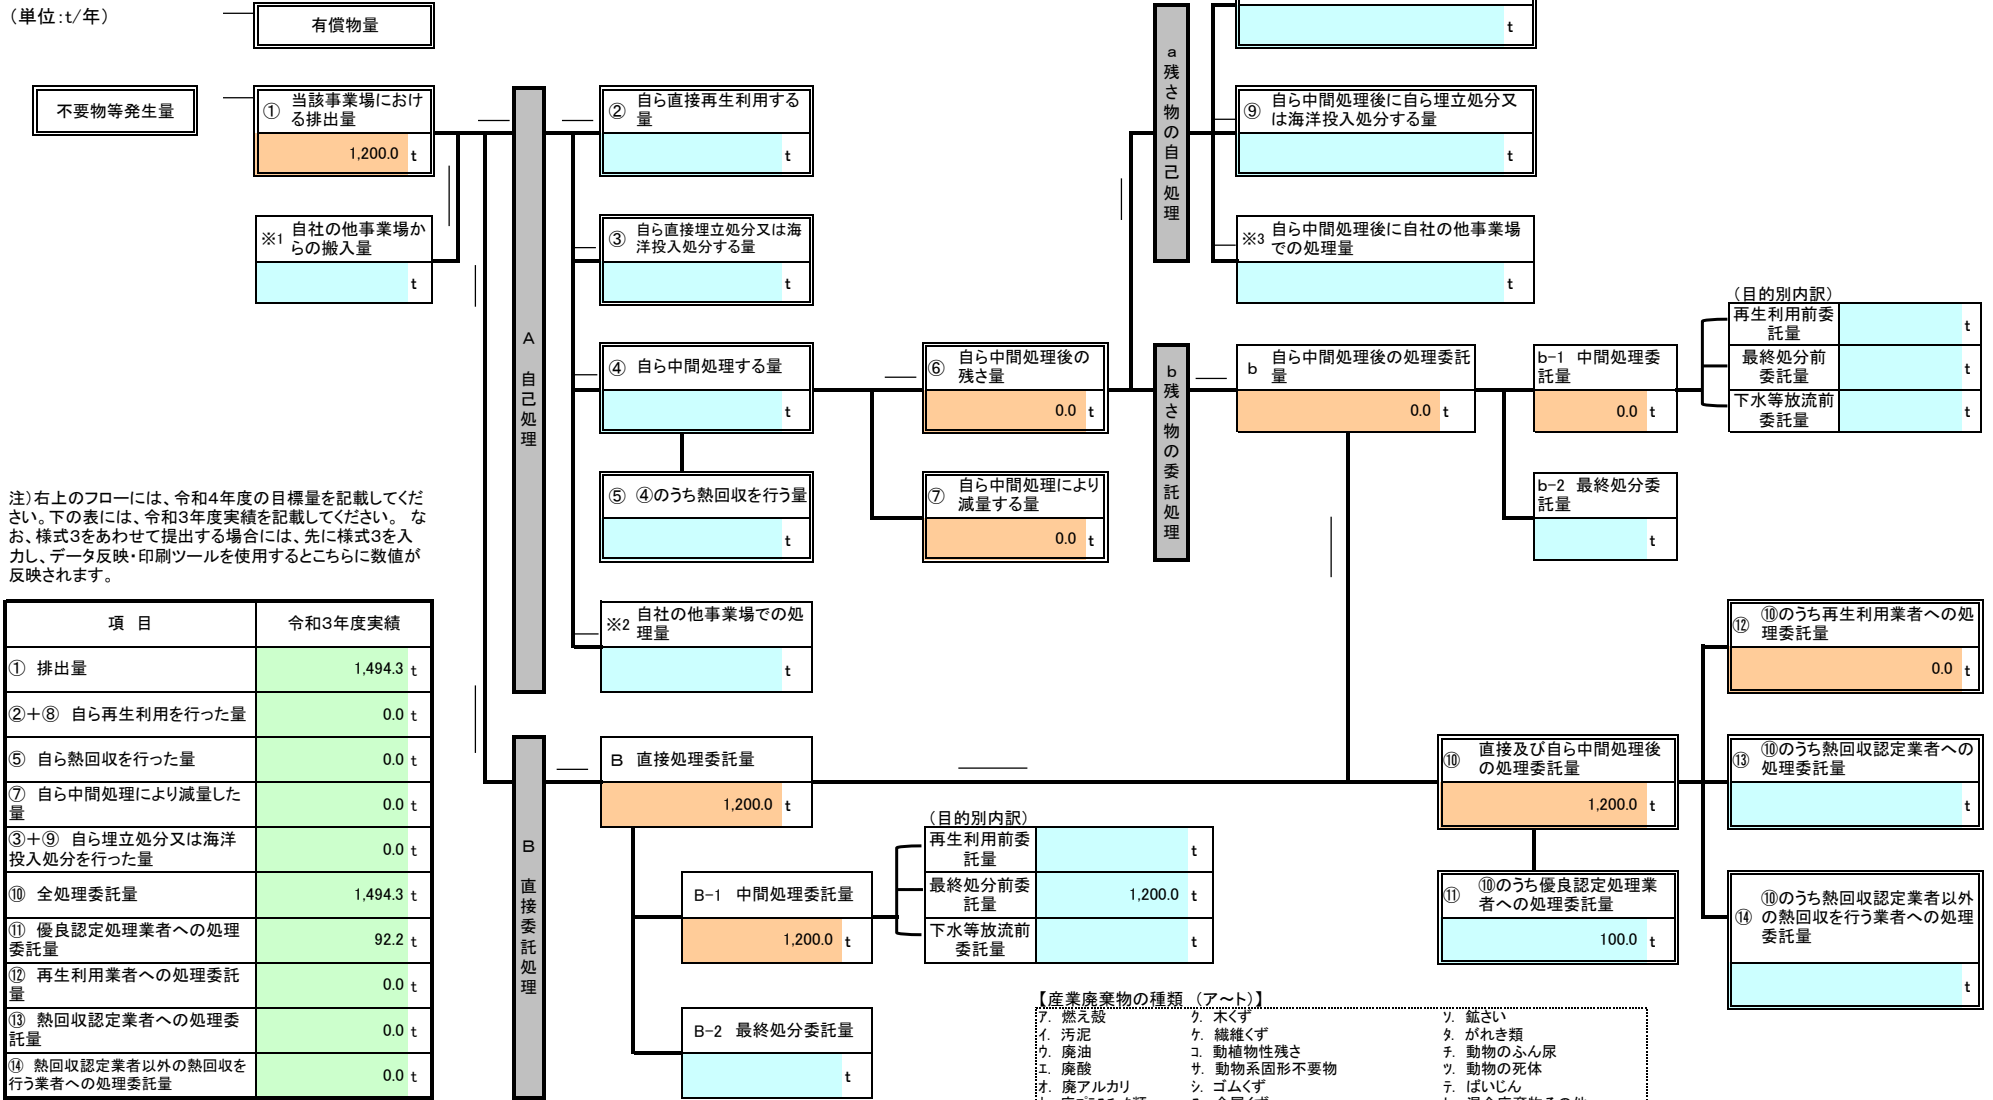 (単位:t/年)
有償物量
t
不要物等発生量
① 当該事業場におけ
る排出量
1,200.0 t
※1 自社の他事業場か
らの搬入量
t
A 自己処理
② 自ら直接再生利用する
量
t
③ 自ら直接埋立処分又は海
洋投入処分する量
t
④ 自ら中間処理する量
t
⑤ ④のうち熱回収を行う量
t
※2 自社の他事業場での処
理量
t
⑥ 自ら中間処理後の
残さ量
0.0 t
⑦ 自ら中間処理により
減量する量
0.0 t
a 残さ物の自己処理
⑨ 自ら中間処理後に自ら埋立処分又
は海洋投入処分する量
t
※3 自ら中間処理後に自社の他事業場
での処理量
t
b 残さ物の委託処理
b 自ら中間処理後の処理委託
量
0.0 t
b-1 中間処理委
託量
0.0 t
b-2 最終処分委
託量
t
(目的別内訳)
再生利用前委
託量
t
最終処分前
委託量
t
下水等放流前
委託量
t
注)右上のフローには、令和4年度の目標量を記載してくだ
さい。下の表には、令和3年度実績を記載してください。 な
お、様式3をあわせて提出する場合には、先に様式3を入
力し、データ反映・印刷ツールを使用するとこちらに数値が
反映されます。
項 目 令和3年度実績
① 排出量 1,494.3 t
②+⑧ 自ら再生利用を行った量 0.0 t
⑤ 自ら熱回収を行った量 0.0 t
⑦ 自ら中間処理により減量した
量 0.0 t
③+⑨ 自ら埋立処分又は海洋
投入処分を行った量 0.0 t
⑩ 全処理委託量 1,494.3 t
⑪ 優良認定処理業者への処理
委託量 92.2 t
⑫ 再生利用業者への処理委託
量 0.0 t
⑬ 熱回収認定業者への処理委
託量 0.0 t
⑭ 熱回収認定業者以外の熱回収を
行う業者への処理委託量 0.0 t
B 直接委託処理
B 直接処理委託量
1,200.0 t
B-1 中間処理委託量
1,200.0 t
B-2 最終処分委託量
t
(目的別内訳)
再生利用前委
託量
t
最終処分前委
託量
1,200.0 t
下水等放流前
委託量
t
⑩ 直接及び自ら中間処理後
の処理委託量
1,200.0 t
⑪ ⑩のうち優良認定処理業
者への処理委託量
100.0 t
⑫ ⑩のうち再生利用業者への処
理委託量
0.0 t
⑬ ⑩のうち熱回収認定業者への
処理委託量
t
⑭ ⑩のうち熱回収認定業者以外
の熱回収を行う業者への処理
委託量
t
【産業廃棄物の種類 (ア～ト)】
ア. 燃え殻 ク. 木くず ソ. 鉱さい
イ. 汚泥 ケ. 繊維くず タ. がれき類
ウ. 廃油 コ. 動植物性残さ チ. 動物のふん尿
エ. 廃酸 サ. 動物系固形不要物 ツ. 動物の死体
オ. 廃アルカリ シ. ゴムくず テ. ばいじん